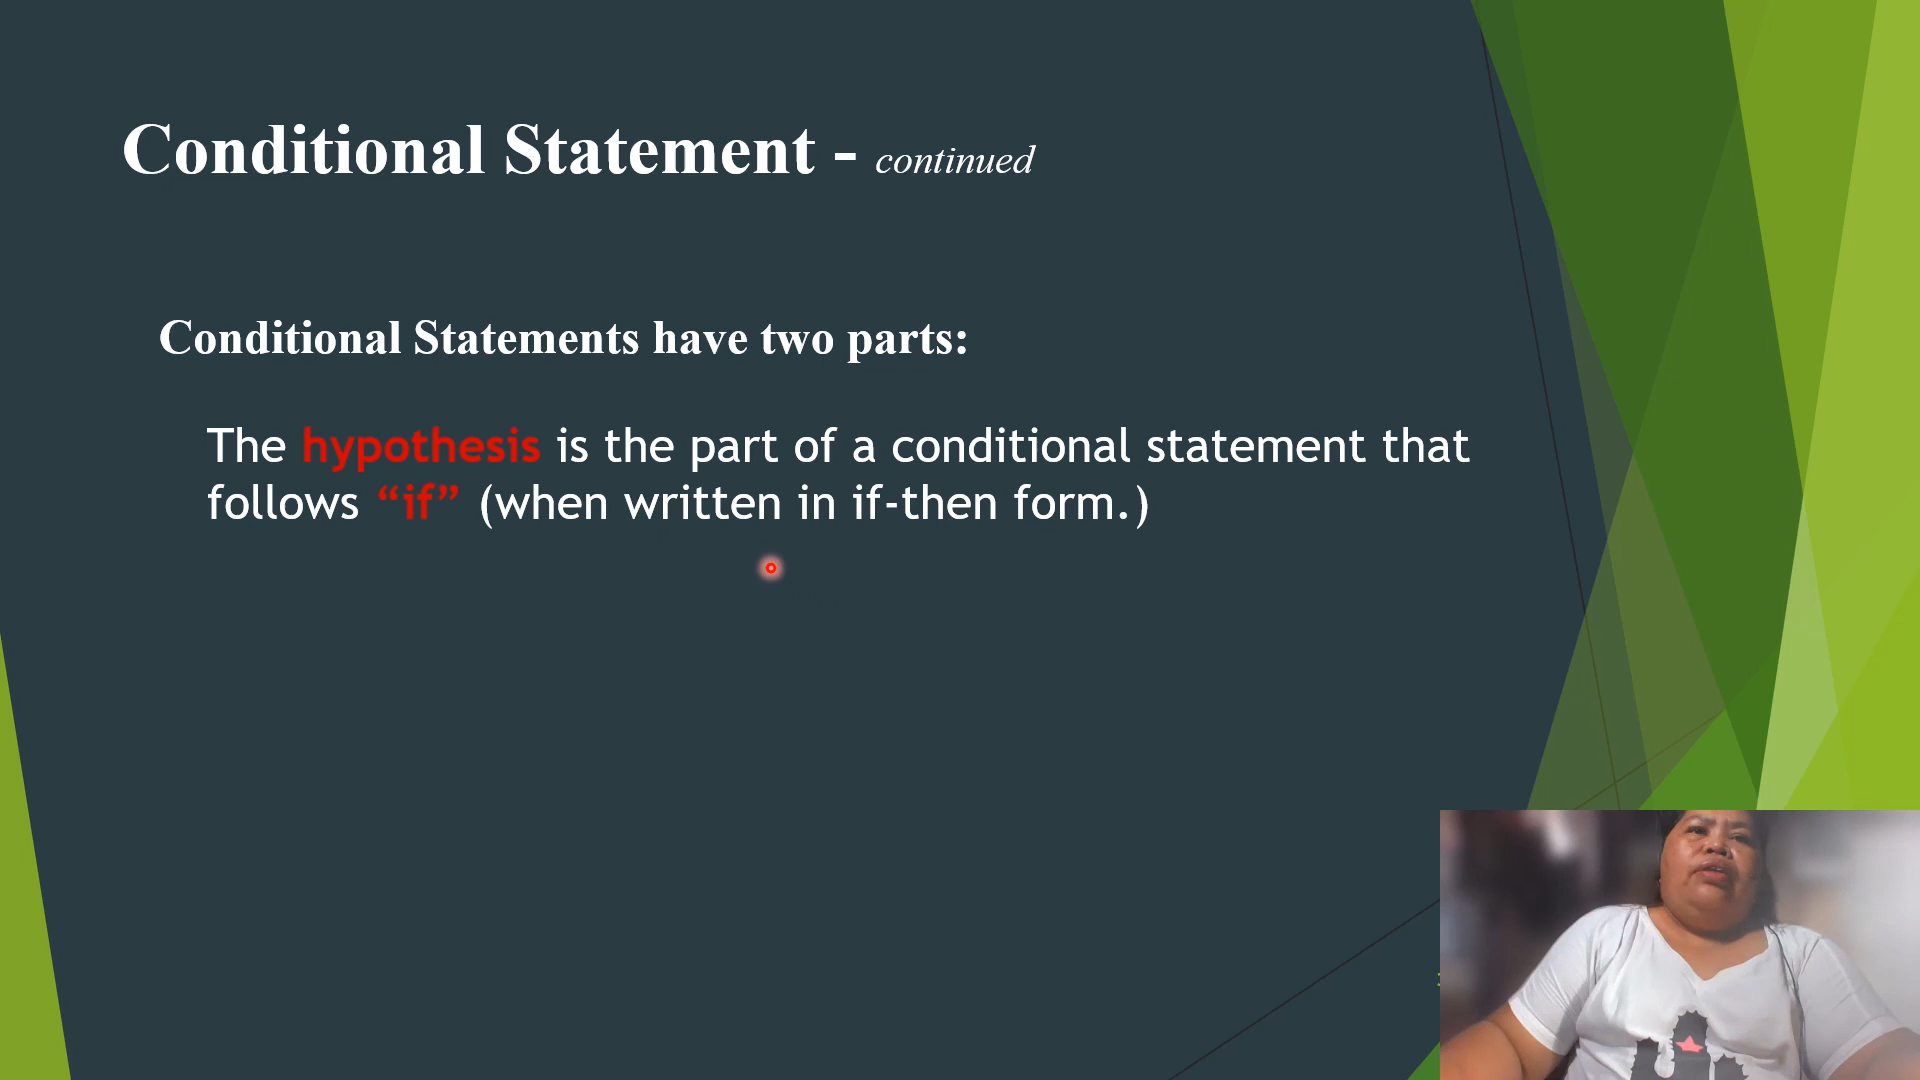 Conditional Statement - continued
Conditional Statements have two parts:
The hypothesis is the part of a conditional statement that
follows “if” (when written in if-then form.)